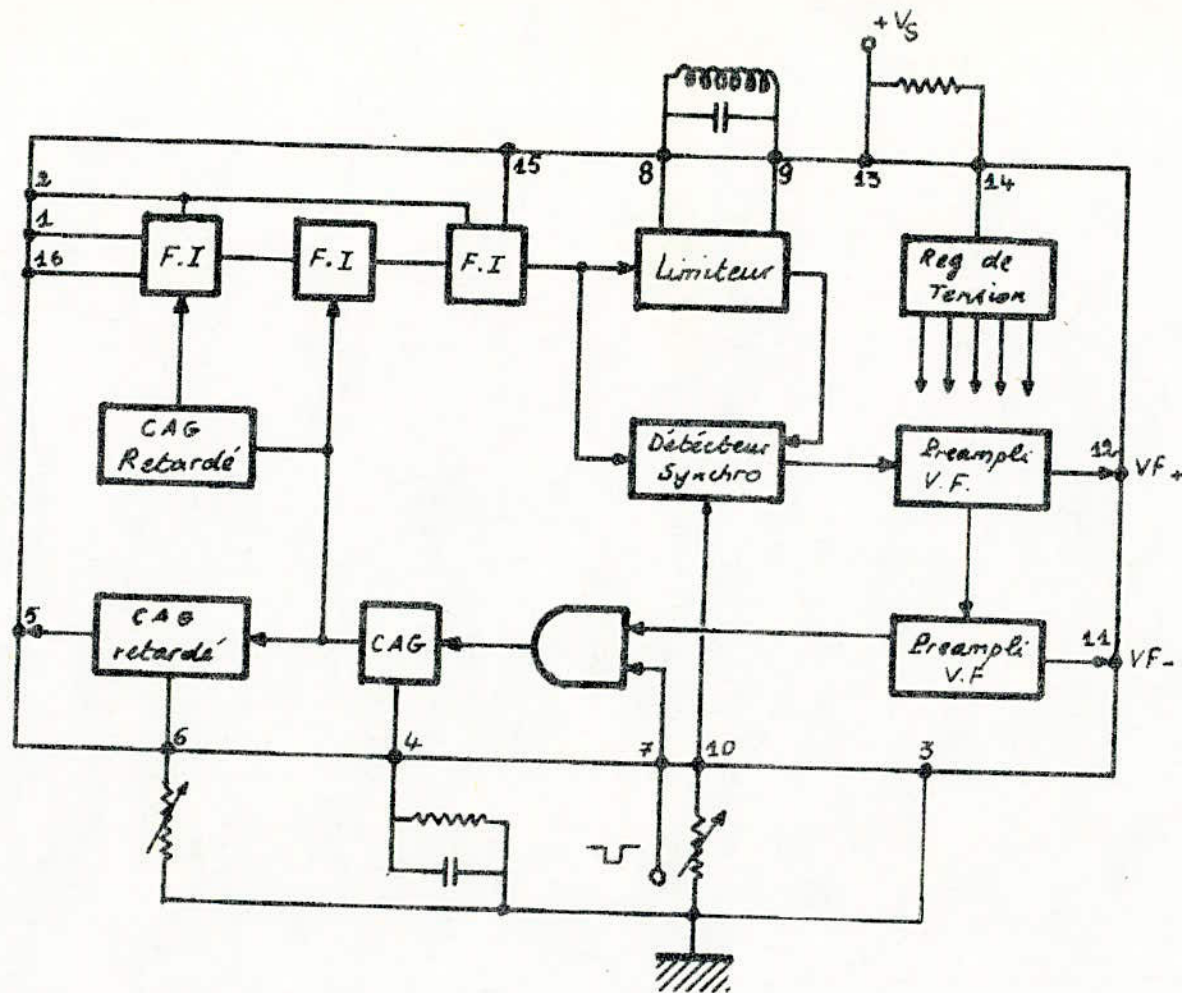 + Vs
15
8
9
13
14
2
1
16
F.I
F.I
F.I
Limiteur
Reg de
Tension
CAG
Retardé
Détécteur
Synchro
Preampli
V.F.
12
VF +
5
CAG
retardé
CAG
Preampli
V.F
11
VF -
6
4
7
10
3